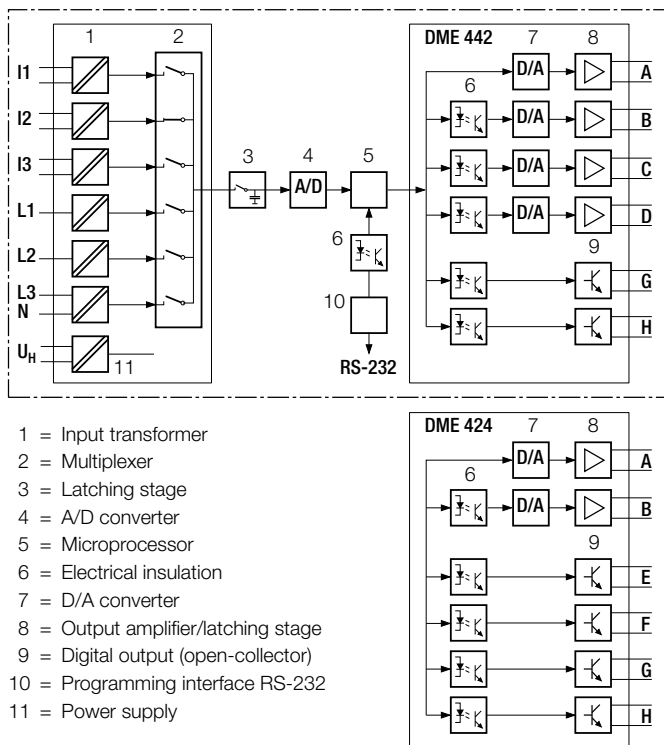 1 2 DME 442 7 8
I1 D/A A
6
I2 D/A B
3 4 5
I3 A/D D/A C
L1 D/A D
6
L2 9
G
L3
N 10 H
U_H 11 RS-232
DME 424 7 8
1 = Input transformer
D/A A
2 = Multiplexer
6
3 = Latching stage
D/A B
4 = A/D converter
9
5 = Microprocessor
E
6 = Electrical insulation
7 = D/A converter
F
8 = Output amplifier/latching stage
9 = Digital output (open-collector)
G
10 = Programming interface RS-232
11 = Power supply
H